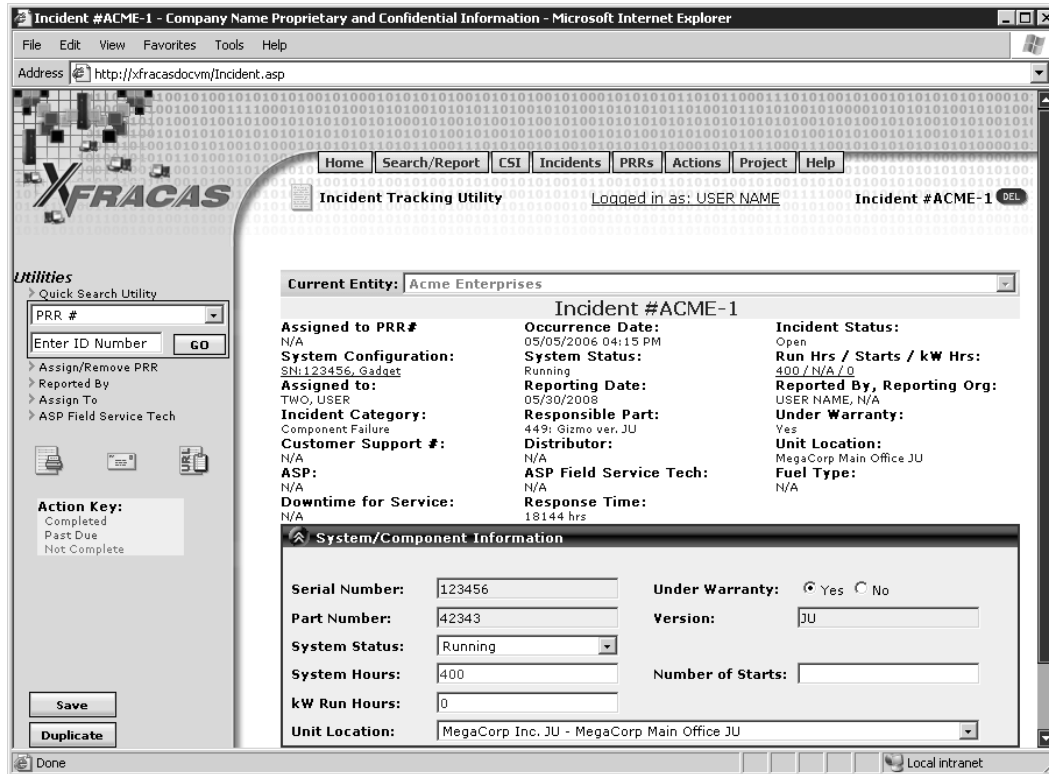 Incident #ACME-1 - Company Name Proprietary and Confidential Information - Microsoft Internet Explorer
File Edit View Favorites Tools Help
Address http://xfracasdocvm/Incident.asp
Home Search/Report CSI Incidents PRRs Actions Project Help
XFRACAS
Incident Tracking Utility Logged in as: USER NAME Incident #ACME-1 DEL
Utilities
Quick Search Utility
PRR #
Enter ID Number GO
Assign/Remove PRR
Reported By
Assign To
ASP Field Service Tech
URL
Action Key:
Completed
Past Due
Not Complete
Save
Duplicate
Current Entity: Acme Enterprises
Incident #ACME-1
Assigned to PRR# Occurrence Date: Incident Status:
N/A 05/05/2006 04:15 PM Open
System Configuration: System Status: Run Hrs / Starts / kW Hrs:
SN:123456, Gadget Running 400 / N/A / 0
Assigned to: Reporting Date: Reported By, Reporting Org:
TWO, USER 05/30/2008 USER NAME, N/A
Incident Category: Responsible Part: Under Warranty:
Component Failure 449: Gizmo ver. JU Yes
Customer Support #: Distributor: Unit Location:
N/A N/A MegaCorp Main Office JU
ASP: ASP Field Service Tech: Fuel Type:
N/A N/A N/A
Downtime for Service: Response Time:
N/A 18144 hrs
System/Component Information
Serial Number: 123456 Under Warranty: Yes No
Part Number: 42343 Version: JU
System Status: Running
System Hours: 400 Number of Starts:
kW Run Hours: 0
Unit Location: MegaCorp Inc. JU - MegaCorp Main Office JU
Done Local intranet